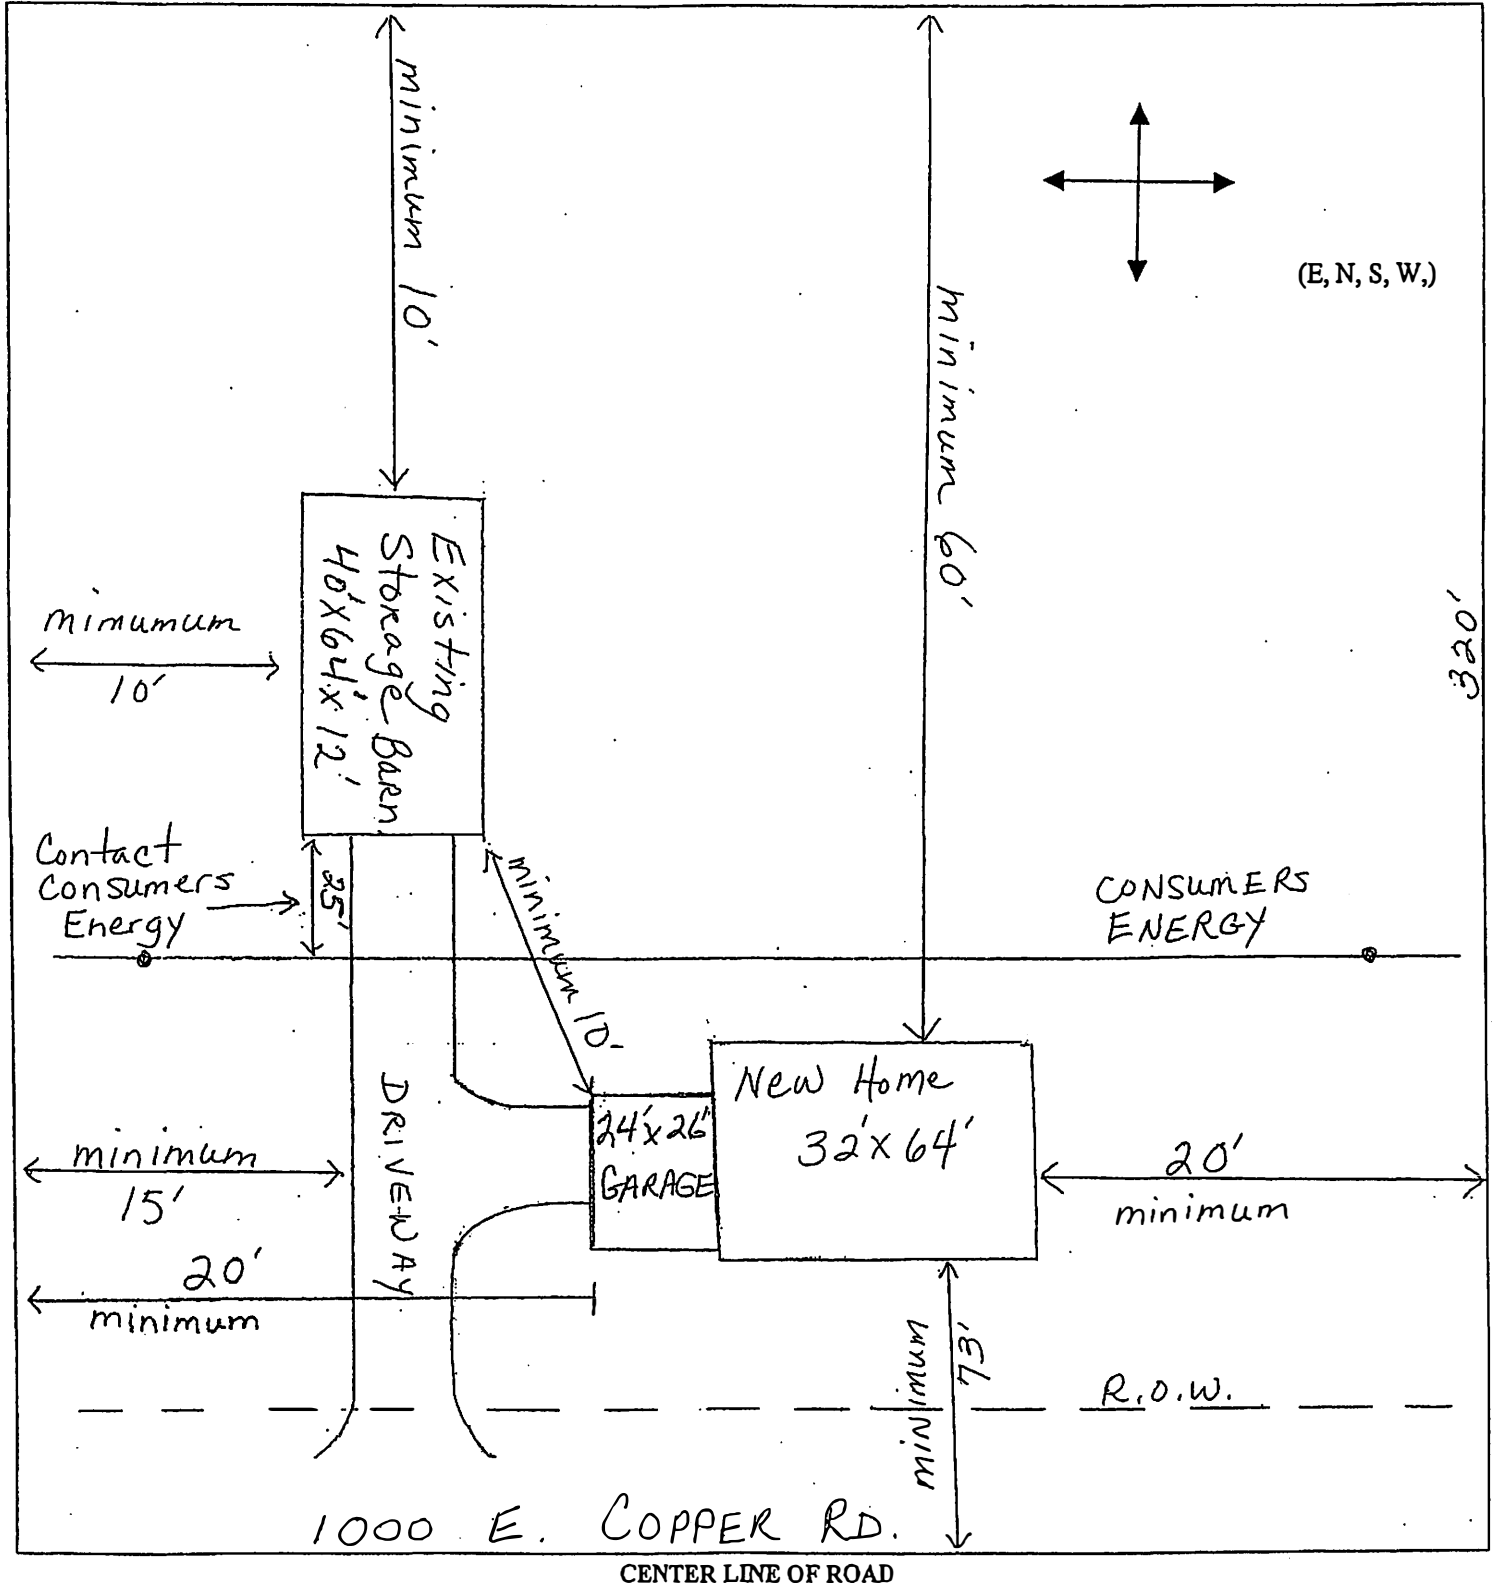 minimum 10'
minimum 60'
(E, N, S, W,)
320'
Existing
Storage Barn
40'x64'x12'
mimumum
10'
Contact
Consumers
Energy
25'
minimum 10-
CONSUMERS
ENERGY
New Home
32'x64'
24'x26'
GARAGE
DRIVEWAY
minimum
15'
20'
minimum
20'
minimum
minimum
73'
R.O.W.
1000 E. COPPER RD.
CENTER LINE OF ROAD